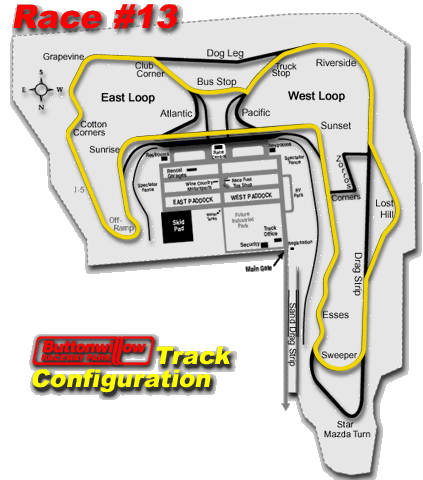 Race #13
Dog Leg
Grapevine
Club
Corner
Truck
Stop
Riverside
Bus Stop
S
E
W
N
East Loop
West Loop
Atlantic
Pacific
Cotton
Corners
Sunset
Sunrise
Restrooms
Race
Control
Restrooms
Spectator
Fence
Spectator
Fence
Zorros
Corners
I-5
Rental
Garages
Wine Country
Motorsports
Race Fuel
Tire Shop
EAST PADDOCK
WEST PADDOCK
RV
Park
Lost
Hill
Off-
Ramp
Skid
Pad
Future
Industrial
Park
Truck
Office
Security
Registration
Main Gate
Drag Strip
Sand Drag Strip
Esses
Sweeper
Buttonwillow
RACEWAY PARK
Track
Configuration
Star
Mazda Turn